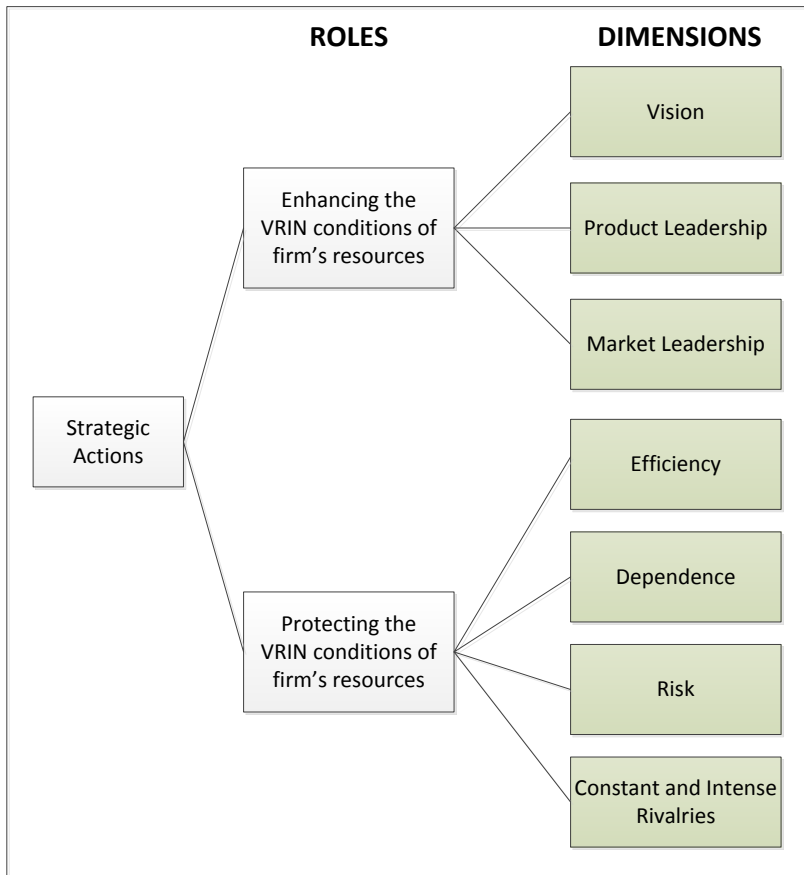 ROLES
DIMENSIONS
Vision
Enhancing the
VRIN conditions of
firm's resources
Product Leadership
Market Leadership
Strategic
Actions
Efficiency
Dependence
Protecting the
VRIN conditions of
firm's resources
Risk
Constant and Intense
Rivalries